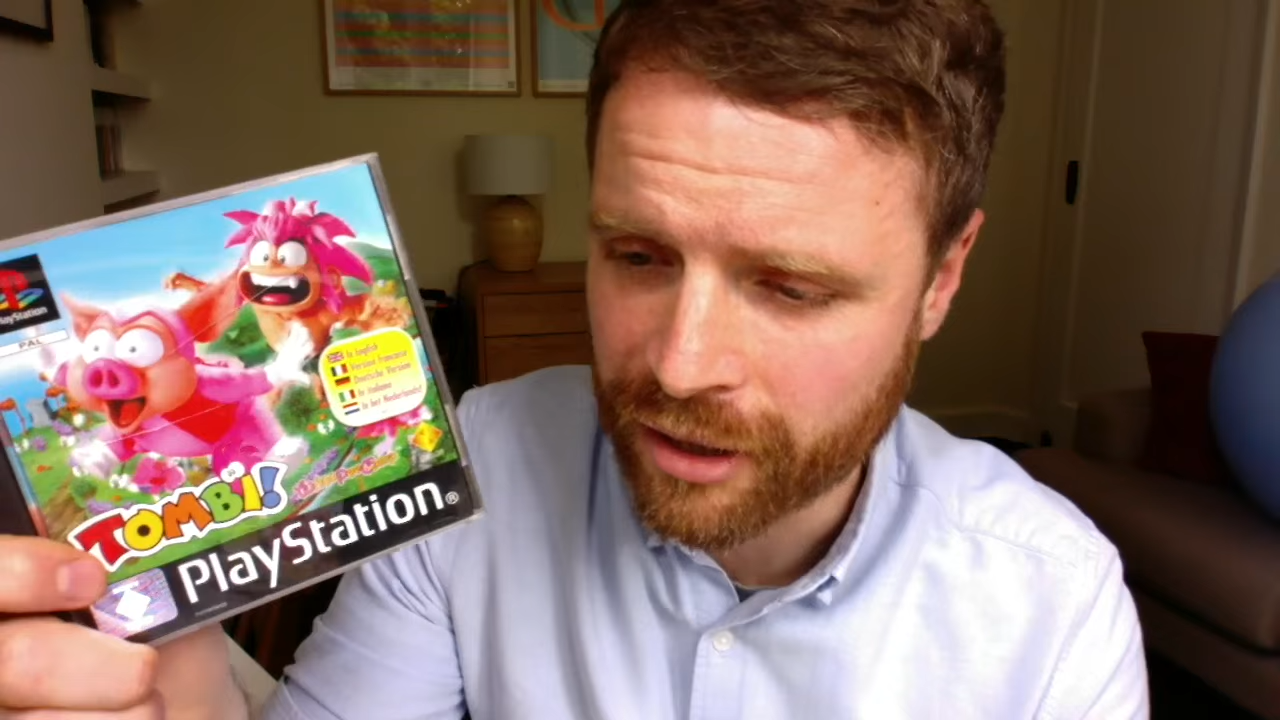 PlayStation
PAL
In English
Version française
Deutsche Version
In italiano
In het Nederlands!
TOMBI!
PlayStation®